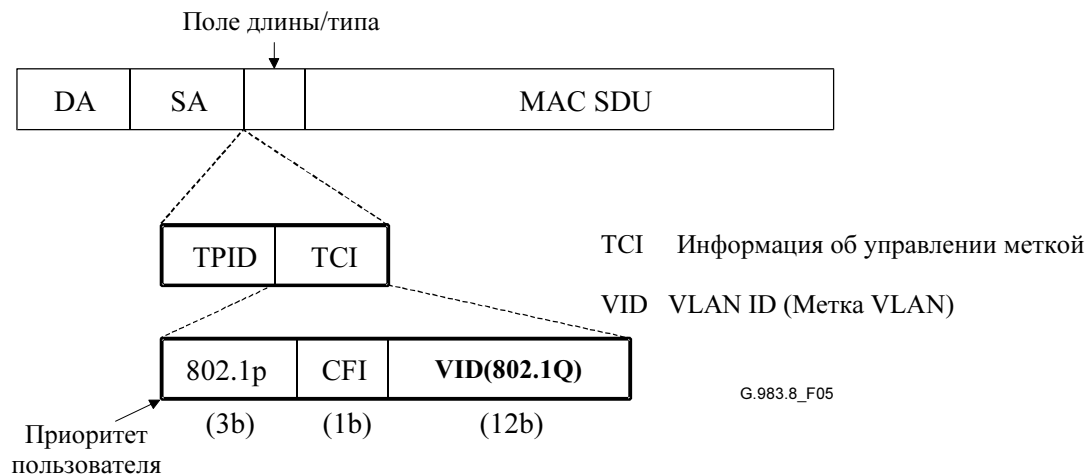 Поле длины/типа
DA SA MAC SDU
TPID TCI
TCI Информация об управлении меткой
VID VLAN ID (Метка VLAN)
802.1p CFI VID(802.1Q)
G.983.8_F05
(3b) (1b) (12b)
Приоритет
пользователя